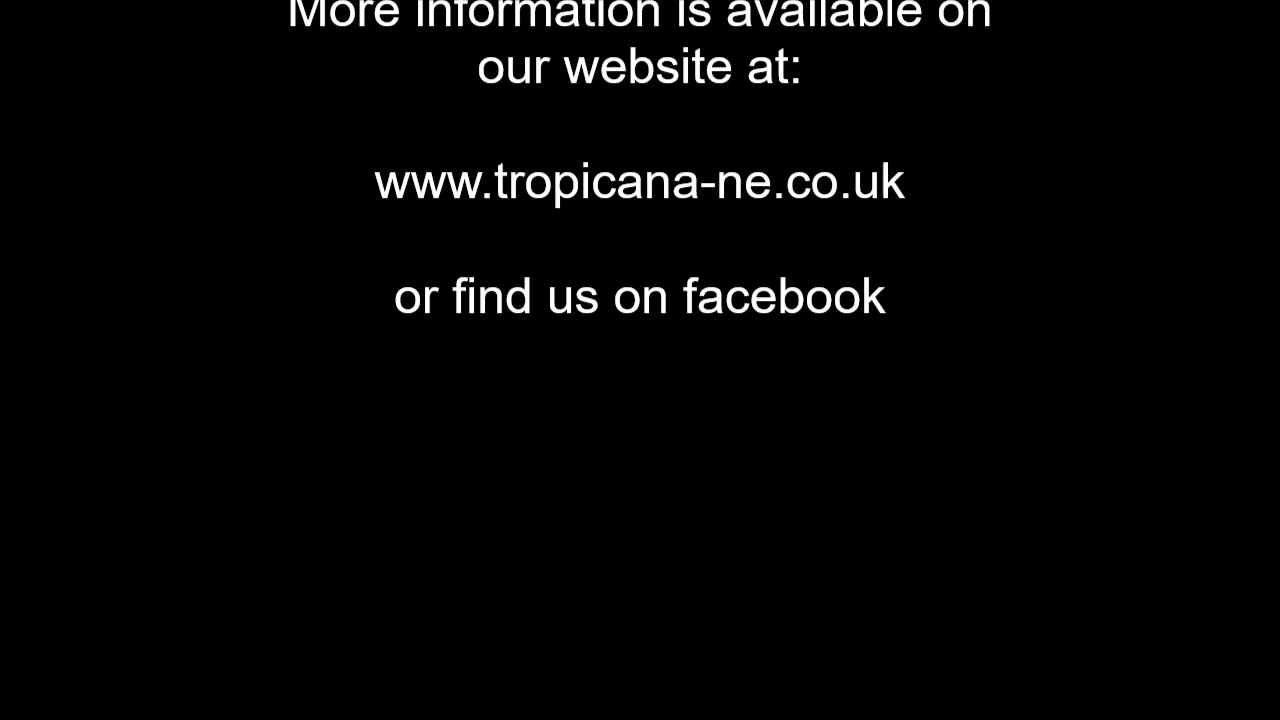 More information is available on
our website at:
www.tropicana-ne.co.uk
or find us on facebook